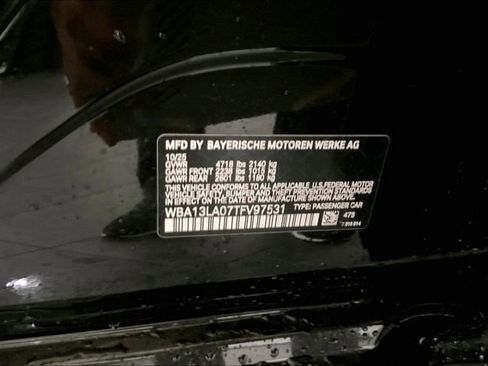 MFD BY BAYERISCHE MOTOREN WERKE AG
10/25
GVWR 4718 lbs 2140 kg
GAWR FRONT 2238 lbs 1015 kg
GAWR REAR 2601 lbs 1180 kg
THIS VEHICLE CONFORMS TO ALL APPLICABLE U.S. FEDERAL MOTOR
VEHICLE SAFETY, BUMPER AND THEFT PREVENTION STANDARDS
IN EFFECT ON THE DATE OF MANUFACTURE SHOWN ABOVE.
WBA13LA07TFV97531 TYPE: PASSENGER CAR
475